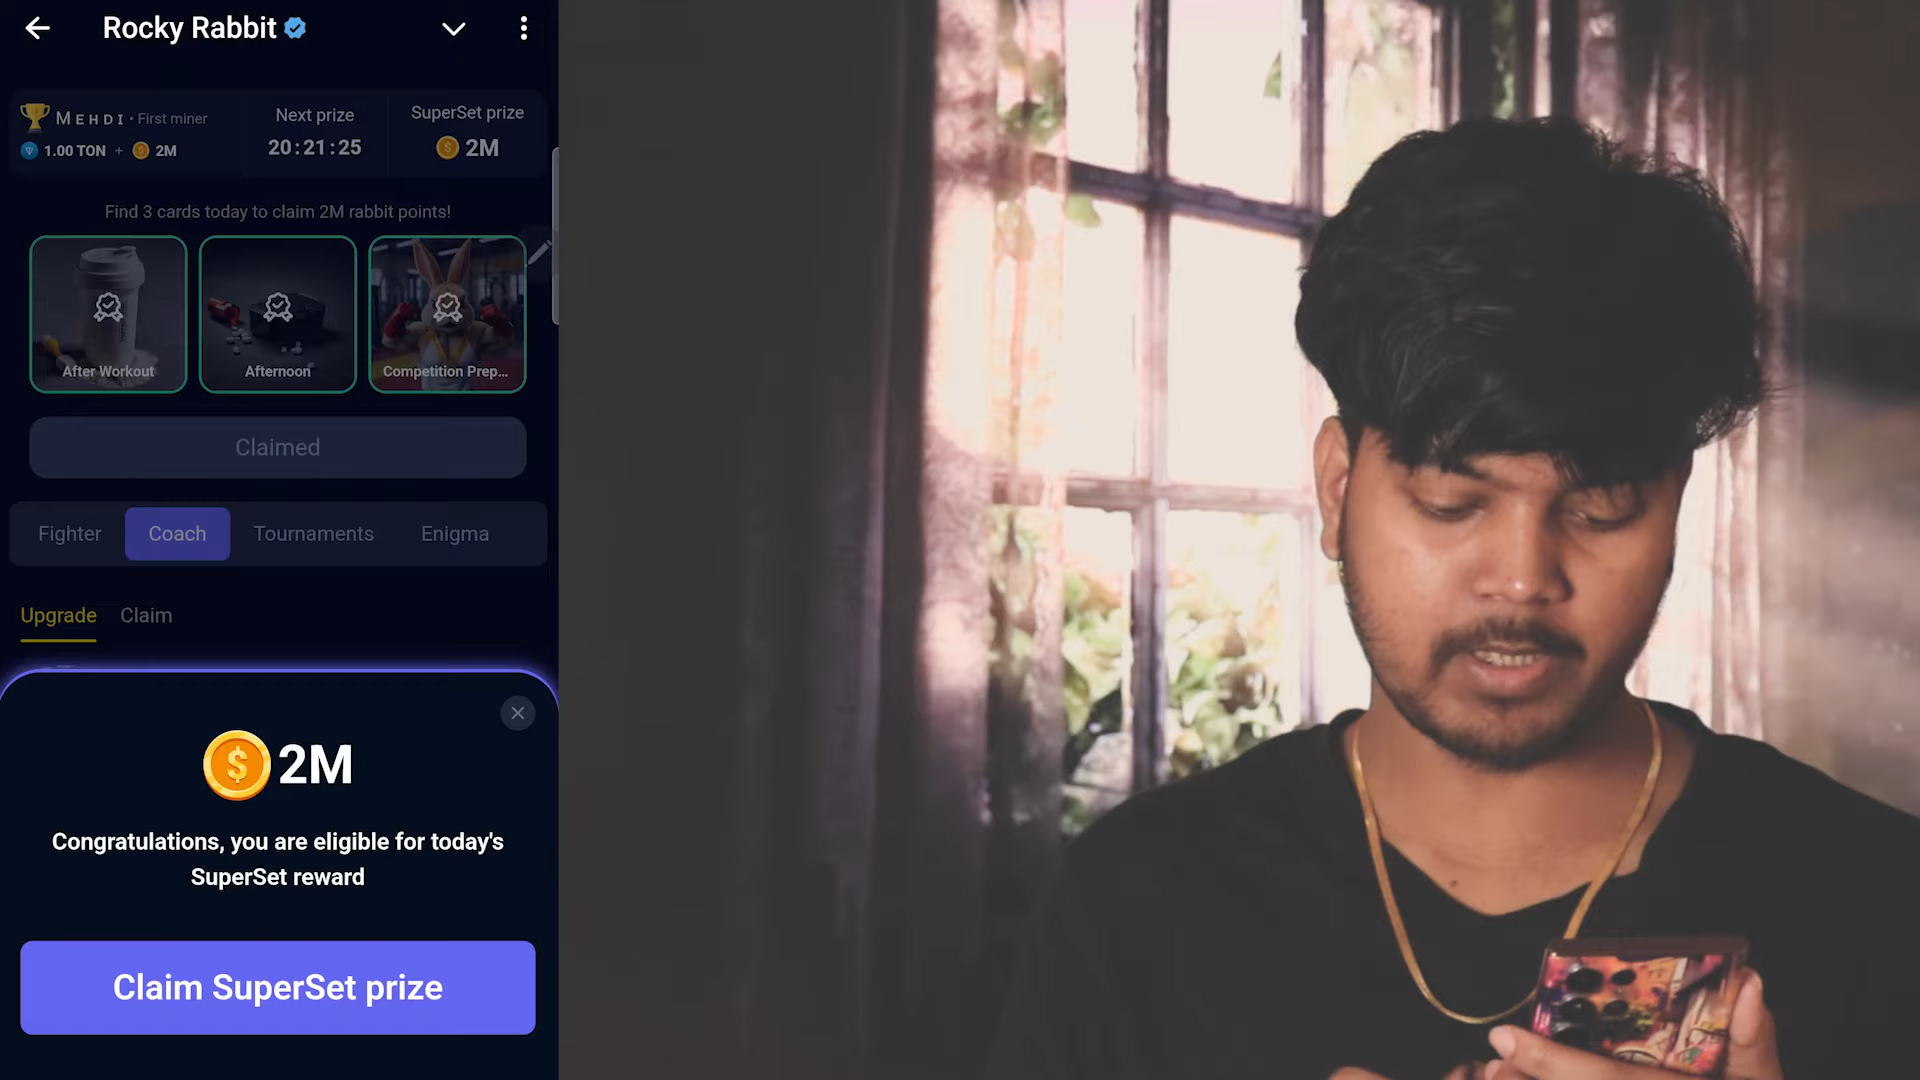 Rocky Rabbit
MEHDI • First miner
1.00 TON + 2M
Next prize
20:21:25
SuperSet prize
2M
Find 3 cards today to claim 2M rabbit points!
After Workout
Afternoon
Competition Prep...
Claimed
Fighter
Coach
Tournaments
Enigma
Upgrade
Claim
$ 2M
Congratulations, you are eligible for today's
SuperSet reward
Claim SuperSet prize